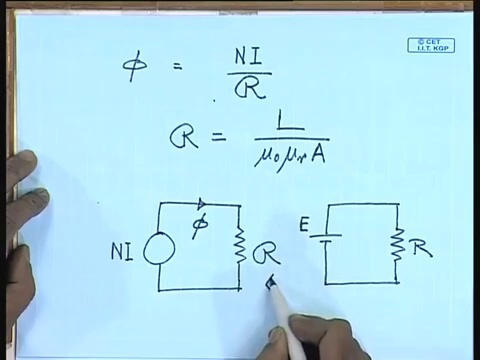 © CET
I.I.T. KGP
ϕ = NI / R
R = L / μ₀μᵣA
NI ϕ R E R